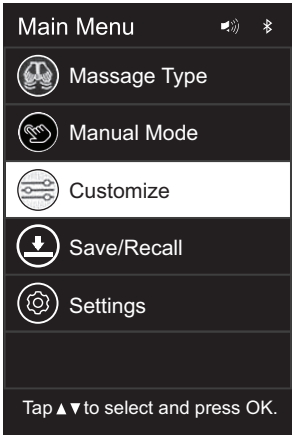 Main Menu
Massage Type
Manual Mode
Customize
Save/Recall
Settings
Tap▲▼to select and press OK.